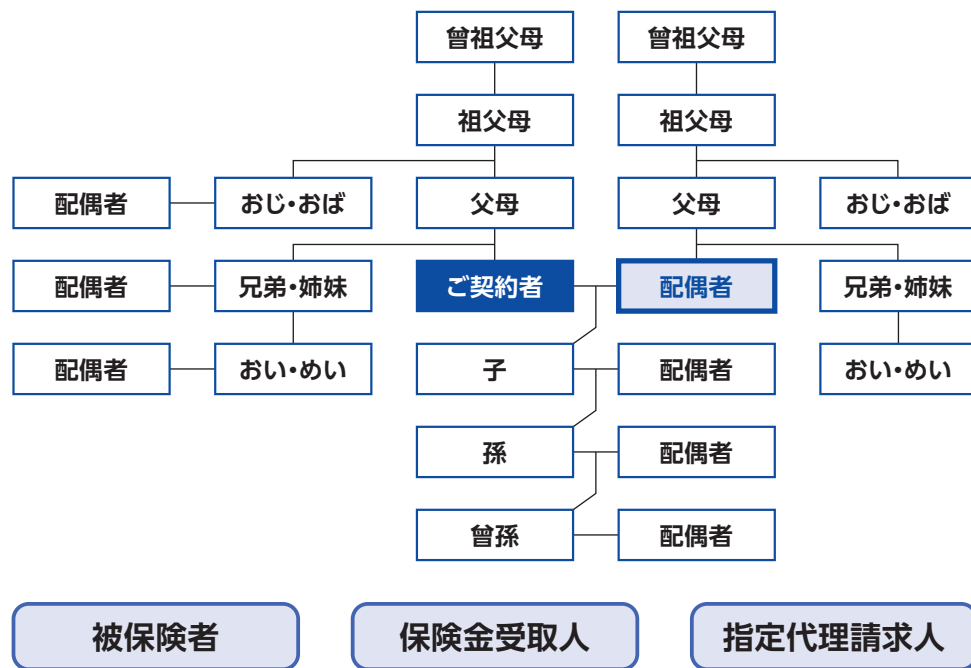 曾祖父母
曾祖父母
祖父母
祖父母
配偶者
おじ・おば
父母
父母
おじ・おば
配偶者
兄弟・姉妹
ご契約者
配偶者
兄弟・姉妹
配偶者
おい・めい
子
配偶者
おい・めい
孫
配偶者
曾孫
配偶者
被保険者
保険金受取人
指定代理請求人